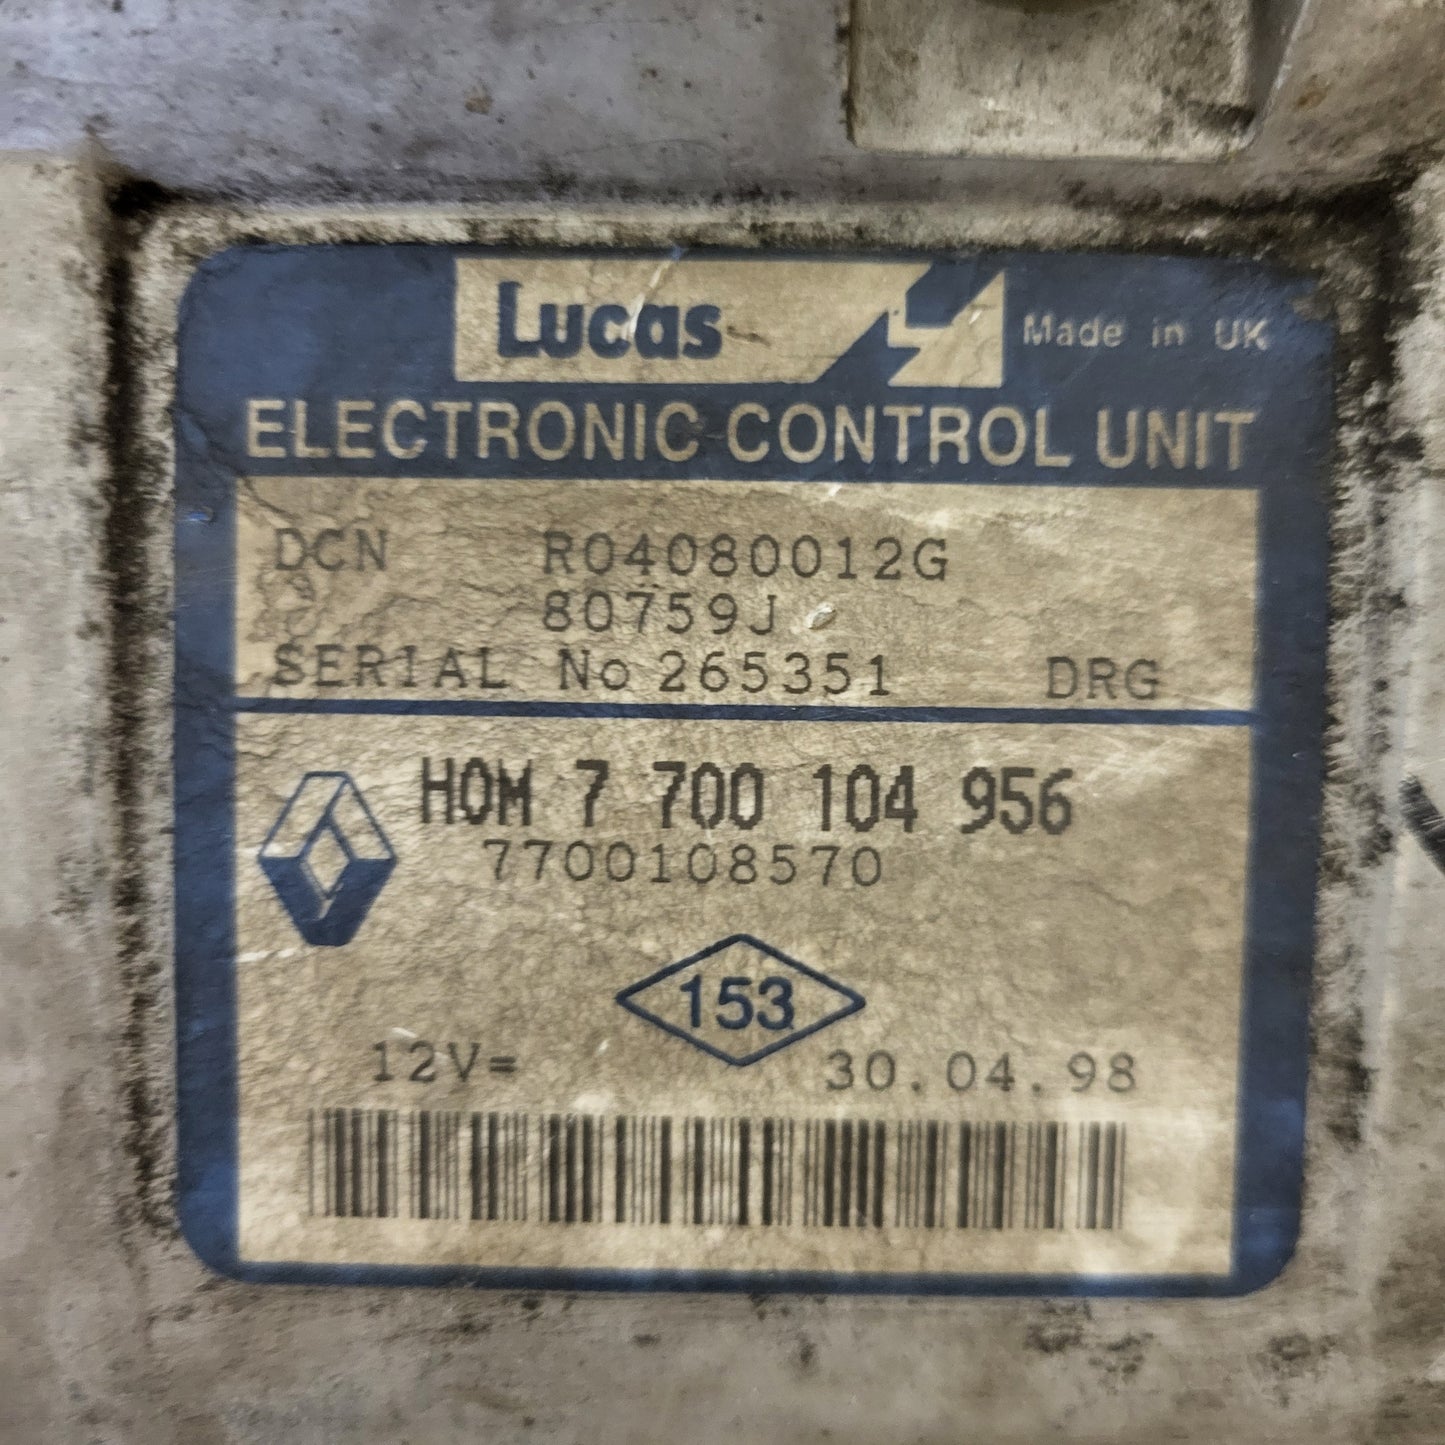 Lucas Made in UK
ELECTRONIC CONTROL UNIT
DCN R04080012G
80759J
SERIAL No 265351 DRG
HOM 7 700 104 956
7700108570
153
12V= 30.04.98